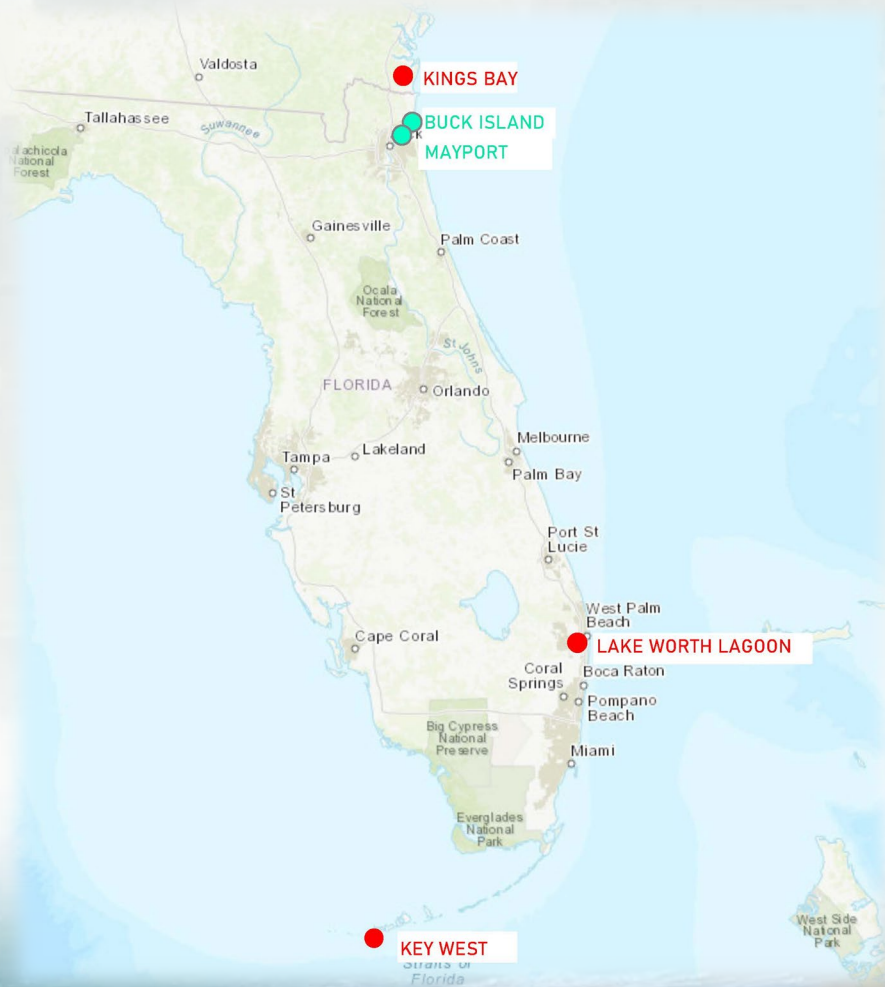 Valdosta
KINGS BAY
Tallahassee
Suwannee
BUCK ISLAND
MAYPORT
National
Forest
Gainesville
Palm Coast
Ocala
National
Forest
St Johns
FLORIDA
Orlando
Melbourne
Lakeland
Tampa
Palm Bay
St
Petersburg
Port St
Lucie
West Palm
Beach
Cape Coral
LAKE WORTH LAGOON
Coral
Springs
Boca Raton
Pompano
Beach
Big Cypress
National
Preserve
Miami
Everglades
National
Park
West Side
National
Park
KEY WEST
Straits of
Florida